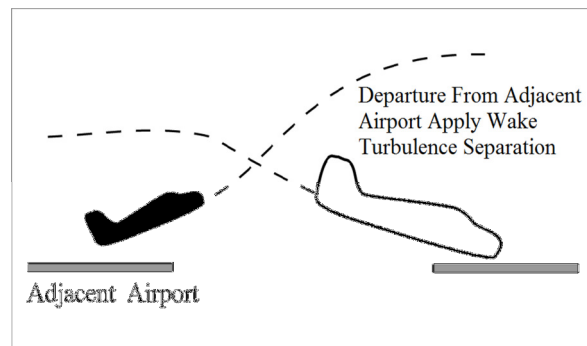 Departure From Adjacent
Airport Apply Wake
Turbulence Separation
Adjacent Airport